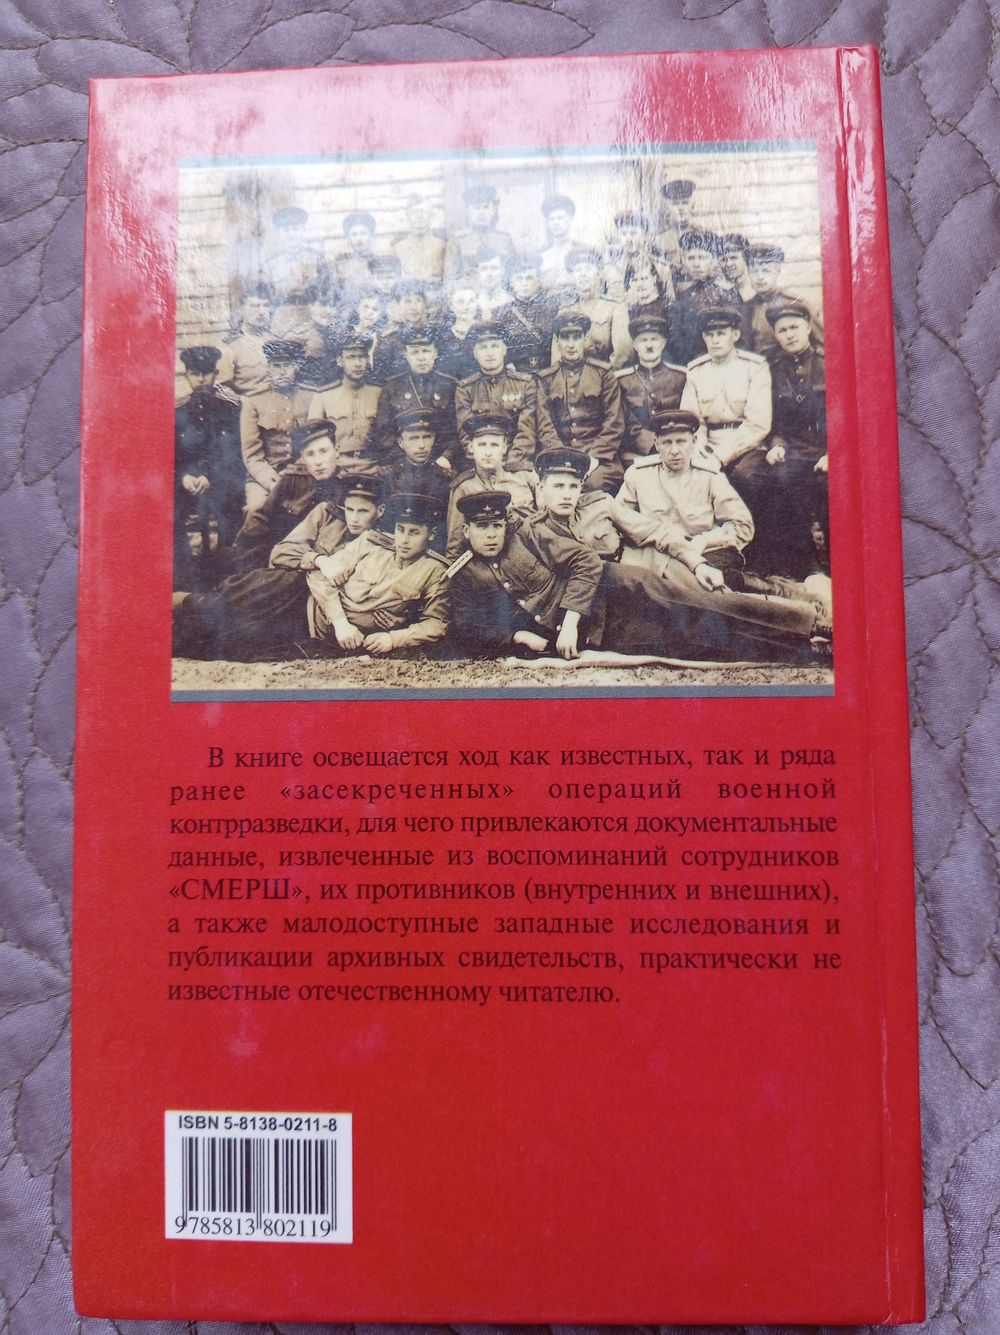 В книге освещается ход как известных, так и ряда
ранее «засекреченных» операций военной
контрразведки, для чего привлекаются документальные
данные, извлеченные из воспоминаний сотрудников
«СМЕРШ», их противников (внутренних и внешних),
а также малодоступные западные исследования и
публикации архивных свидетельств, практически не
известные отечественному читателю.
ISBN 5-8138-0211-8
9785813802119